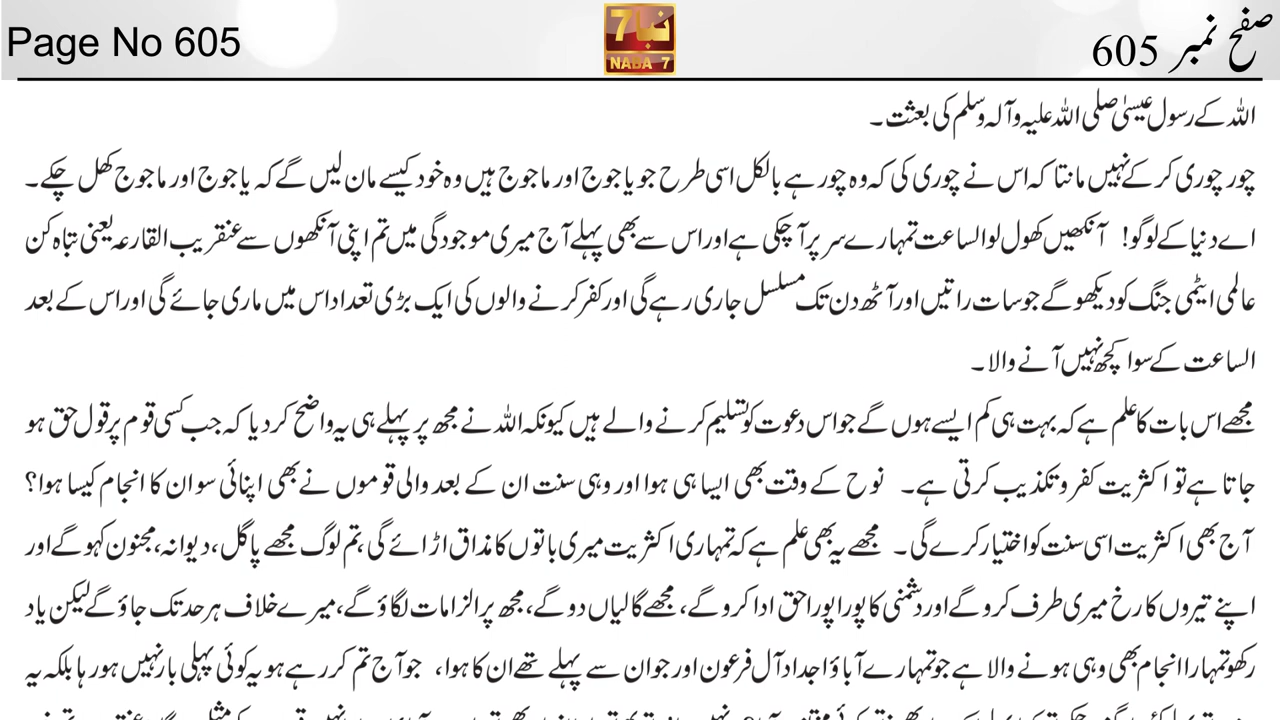 Page No 605
نبا 7
NABA 7
صفحہ نمبر 605
اللہ کے رسول عیسیٰ صلی اللہ علیہ وآلہ وسلم کی بعثت۔
چور چوری کر کے نہیں مانتا کہ اس نے چوری کی کہ وہ چور ہے بالکل اسی طرح جو یاجوج اور ماجوج ہیں وہ خود کیسے مان لیں گے کہ یاجوج اور ماجوج کھل چکے۔
اے دنیا کے لوگو! آنکھیں کھول لو الساعت تمہارے سر پر آ چکی ہے اور اس سے بھی پہلے آج میری موجودگی میں تم اپنی آنکھوں سے عنقریب القارعہ یعنی تباہ کن
عالمی ایٹمی جنگ کو دیکھو گے جو سات راتیں اور آٹھ دن تک مسلسل جاری رہے گی اور کفر کرنے والوں کی ایک بڑی تعداد اس میں ماری جائے گی اور اس کے بعد
الساعت کے سوا کچھ نہیں آنے والا۔
مجھے اس بات کا علم ہے کہ بہت ہی کم ایسے ہوں گے جو اس دعوت کو تسلیم کرنے والے ہیں کیونکہ اللہ نے مجھ پر پہلے ہی یہ واضح کر دیا کہ جب کسی قوم پر قول حق ہو
جاتا ہے تو اکثریت کفر و تکذیب کرتی ہے۔ نوح کے وقت بھی ایسا ہی ہوا اور وہی سنت ان کے بعد والی قوموں نے بھی اپنائی سو ان کا انجام کیسا ہوا؟
آج بھی اکثریت اسی سنت کو اختیار کرے گی۔ مجھے یہ بھی علم ہے کہ تمہاری اکثریت میری باتوں کا مذاق اڑائے گی، تم لوگ مجھے پاگل، دیوانہ، مجنون کہو گے اور
اپنے تیروں کا رخ میری طرف کرو گے اور دشمنی کا پورا پورا حق ادا کرو گے، مجھے گالیاں دو گے، مجھ پر الزامات لگاؤ گے، میرے خلاف ہر حد تک جاؤ گے لیکن یاد
رکھو تمہارا انجام بھی وہی ہونے والا ہے جو تمہارے آباؤ اجداد آل فرعون اور جو ان سے پہلے تھے ان کا ہوا، جو آج تم کر رہے ہو یہ کوئی پہلی بار نہیں ہو رہا بلکہ یہ